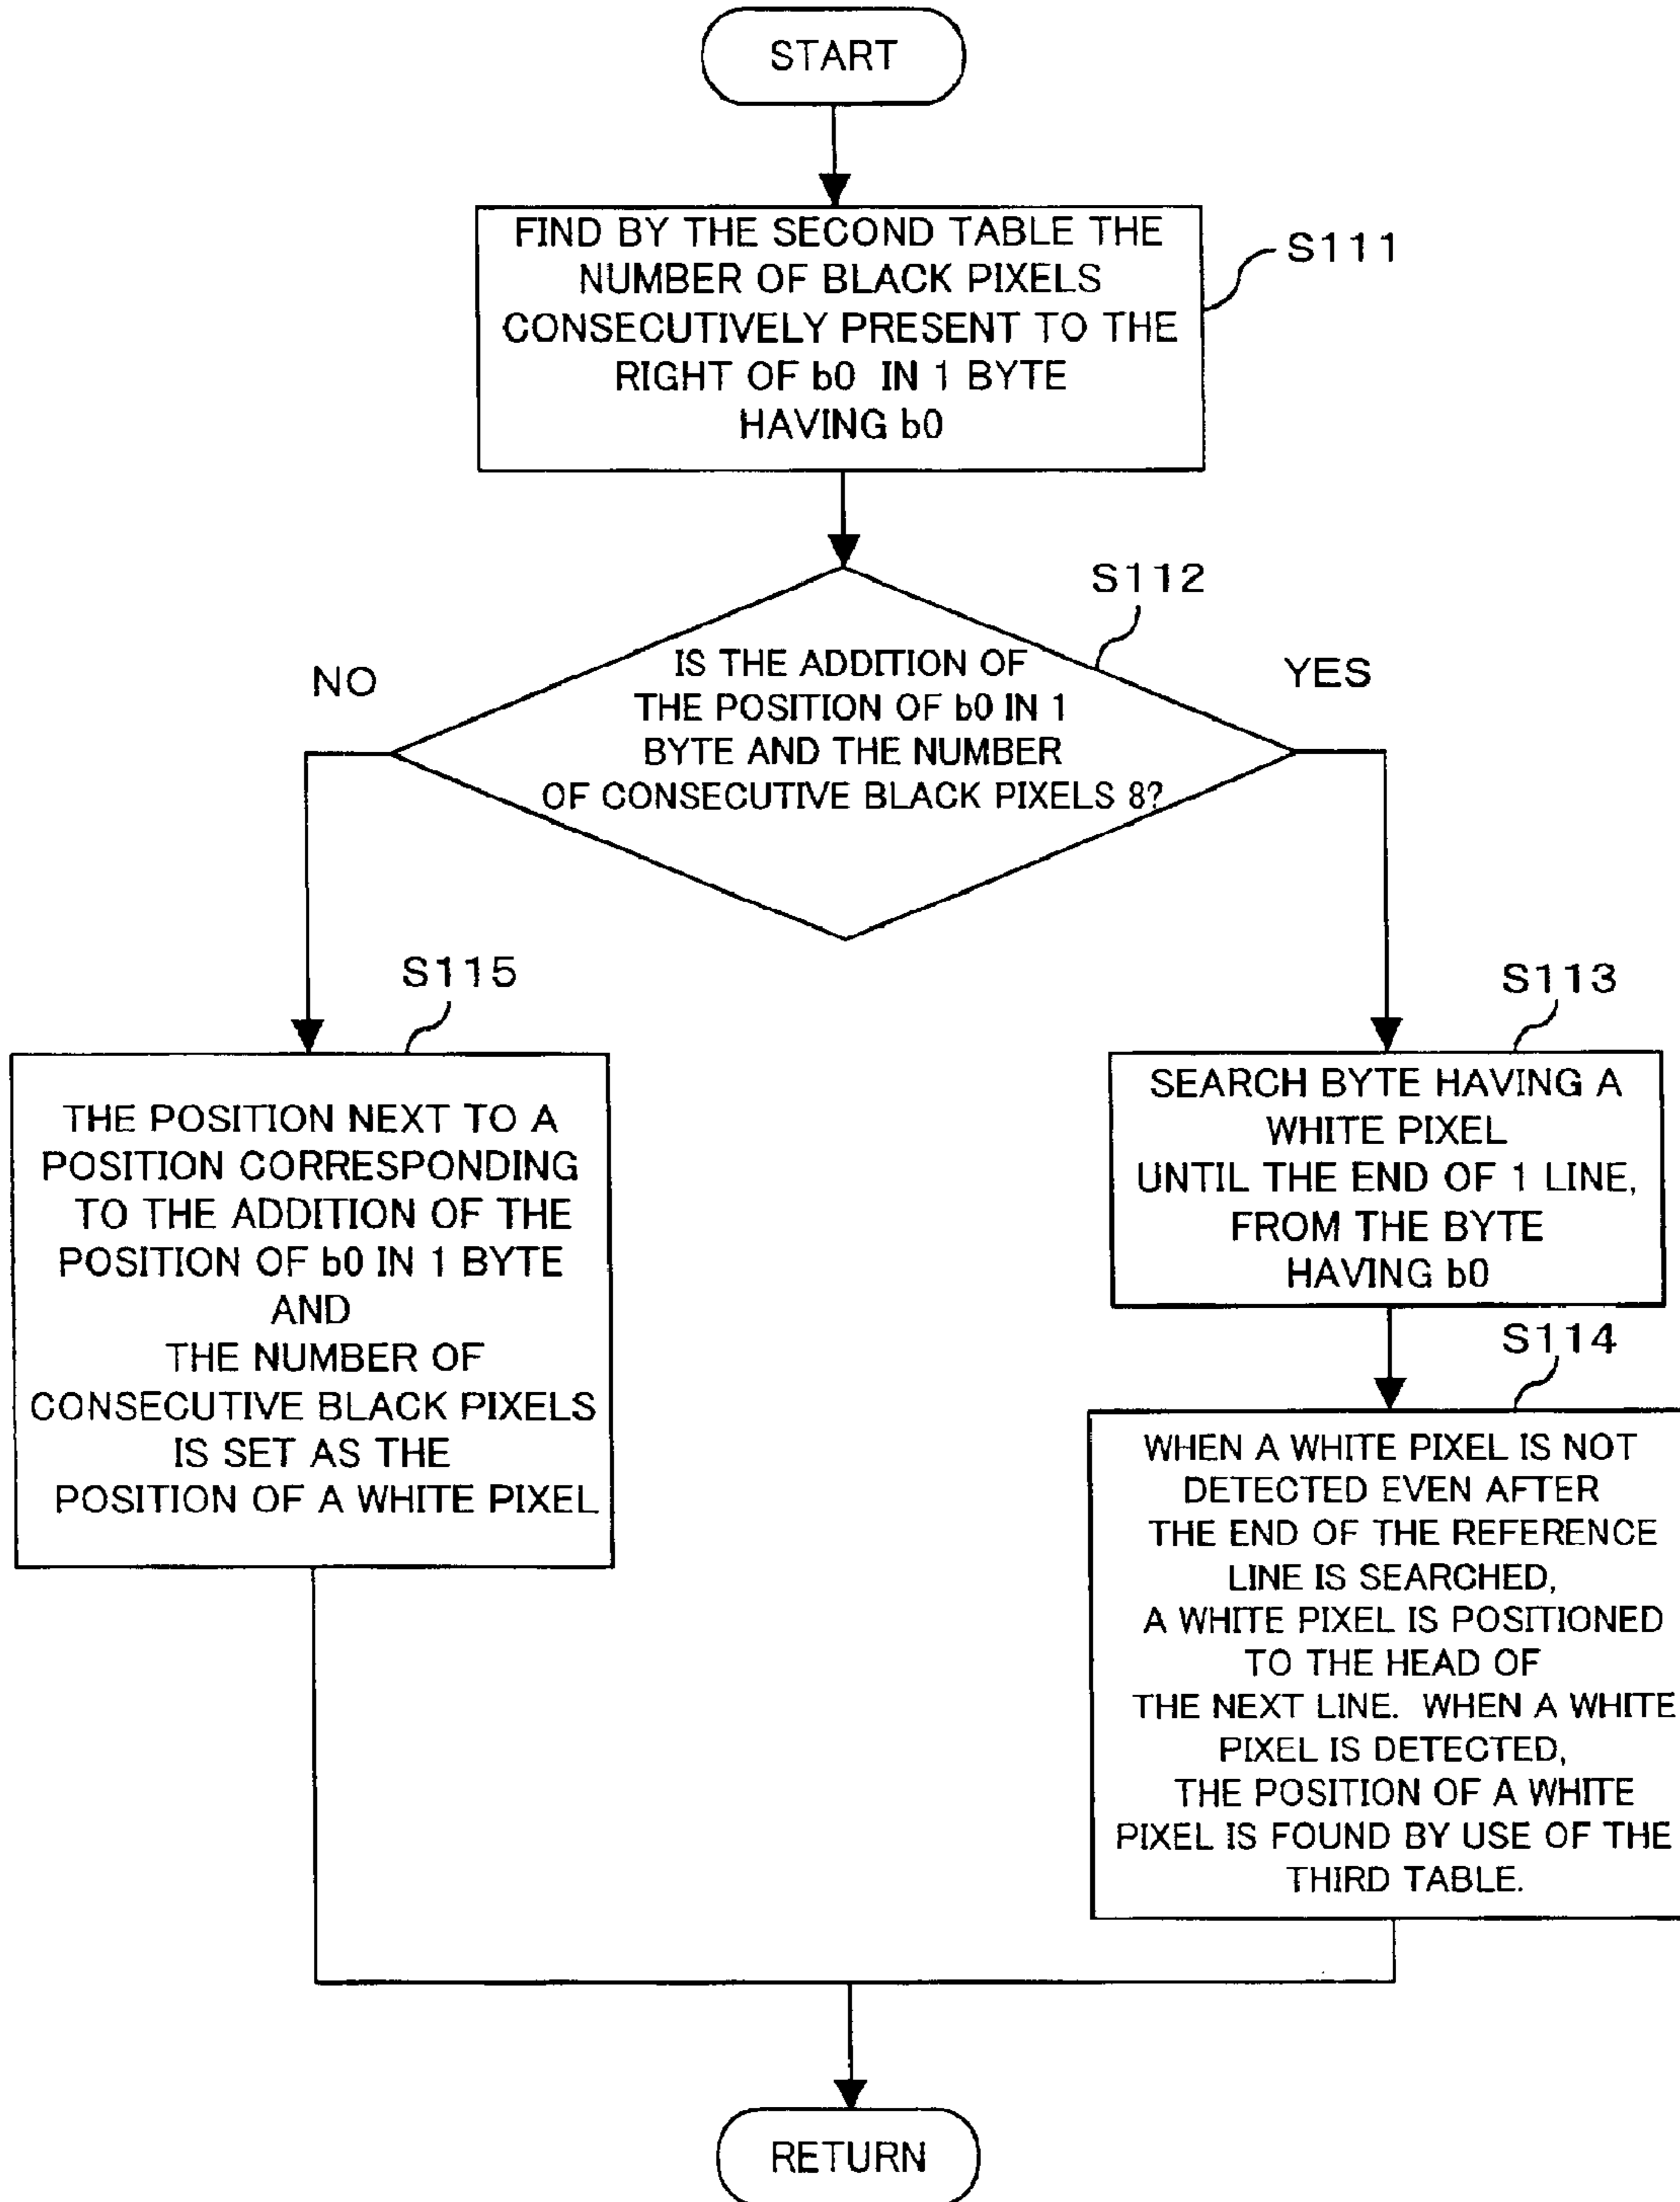 START
FIND BY THE SECOND TABLE THE
NUMBER OF BLACK PIXELS
CONSECUTIVELY PRESENT TO THE
RIGHT OF b0 IN 1 BYTE
HAVING b0
S111
S112
IS THE ADDITION OF
THE POSITION OF b0 IN 1
BYTE AND THE NUMBER
OF CONSECUTIVE BLACK PIXELS 8?
NO
YES
S115
THE POSITION NEXT TO A
POSITION CORRESPONDING
TO THE ADDITION OF THE
POSITION OF b0 IN 1 BYTE
AND
THE NUMBER OF
CONSECUTIVE BLACK PIXELS
IS SET AS THE
POSITION OF A WHITE PIXEL
S113
SEARCH BYTE HAVING A
WHITE PIXEL
UNTIL THE END OF 1 LINE,
FROM THE BYTE
HAVING b0
S114
WHEN A WHITE PIXEL IS NOT
DETECTED EVEN AFTER
THE END OF THE REFERENCE
LINE IS SEARCHED,
A WHITE PIXEL IS POSITIONED
TO THE HEAD OF
THE NEXT LINE. WHEN A WHITE
PIXEL IS DETECTED,
THE POSITION OF A WHITE
PIXEL IS FOUND BY USE OF THE
THIRD TABLE.
RETURN